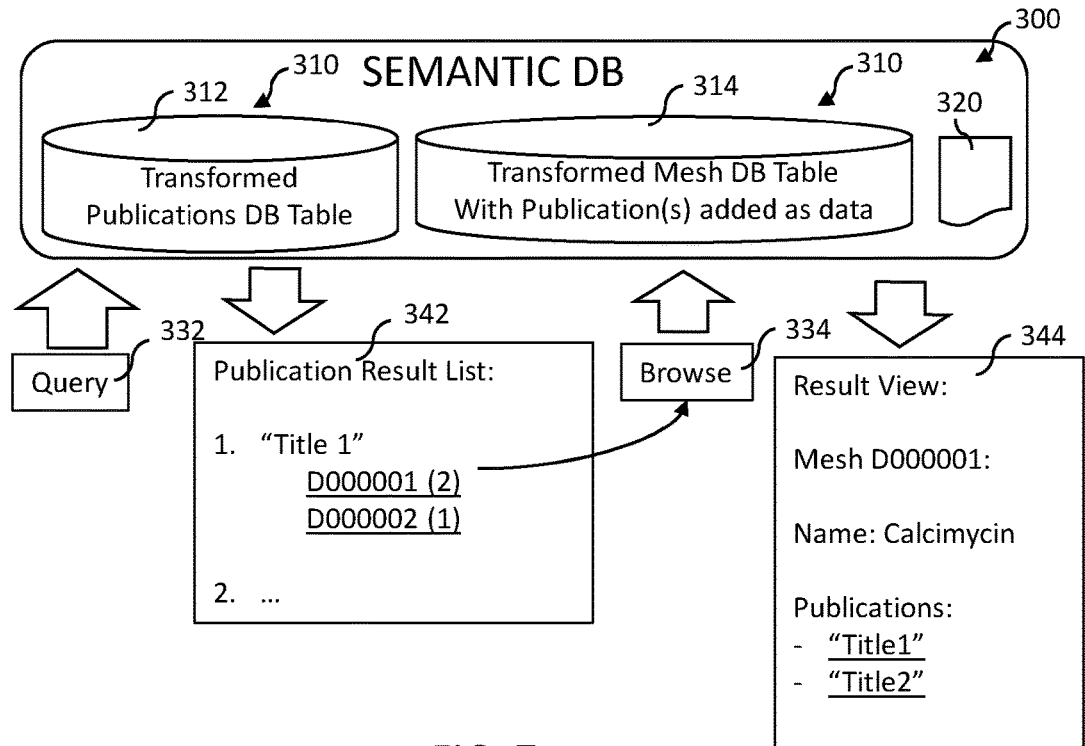 300
SEMANTIC DB
310
310
312
314
320
Transformed
Publications DB Table
Transformed Mesh DB Table
With Publication(s) added as data
332
Query
342
Publication Result List:
1. “Title 1”
D000001 (2)
D000002 (1)
2. ...
334
Browse
344
Result View:
Mesh D000001:
Name: Calcimycin
Publications:
- “Title1”
- “Title2”